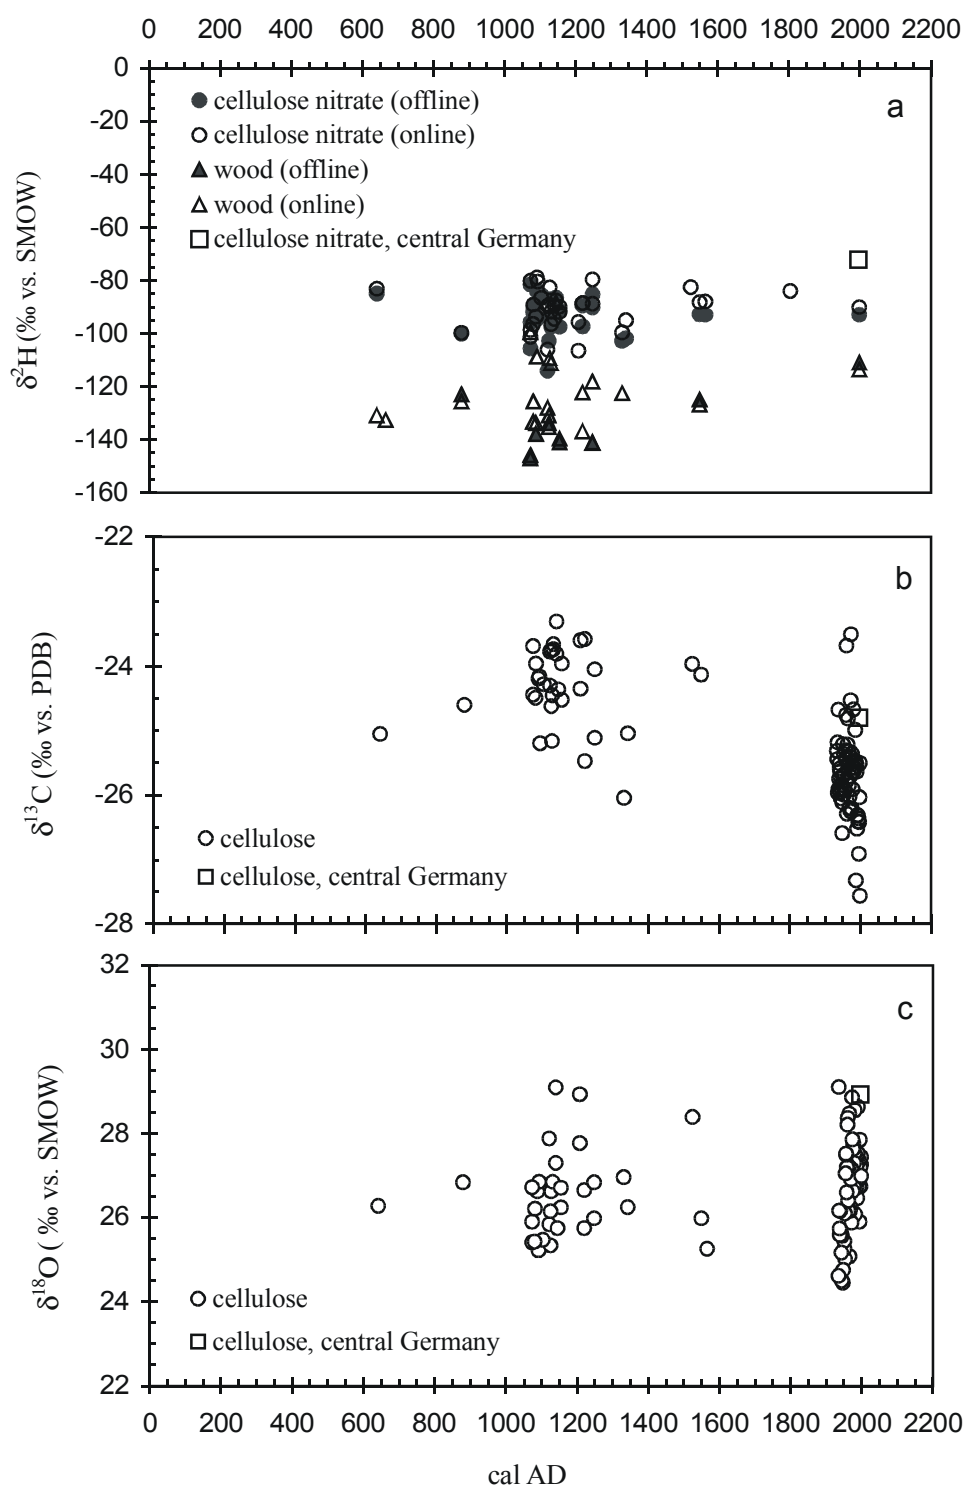 0 200 400 600 800 1000 1200 1400 1600 1800 2000 2200
0
-20
-40
-60
-80
-100
-120
-140
-160
δ²H (‰ vs. SMOW)
a
cellulose nitrate (offline)
cellulose nitrate (online)
wood (offline)
wood (online)
cellulose nitrate, central Germany
-22
-24
-26
-28
δ¹³C (‰ vs. PDB)
b
cellulose
cellulose, central Germany
32
30
28
26
24
22
δ¹⁸O ( ‰ vs. SMOW)
c
cellulose
cellulose, central Germany
0 200 400 600 800 1000 1200 1400 1600 1800 2000 2200
cal AD